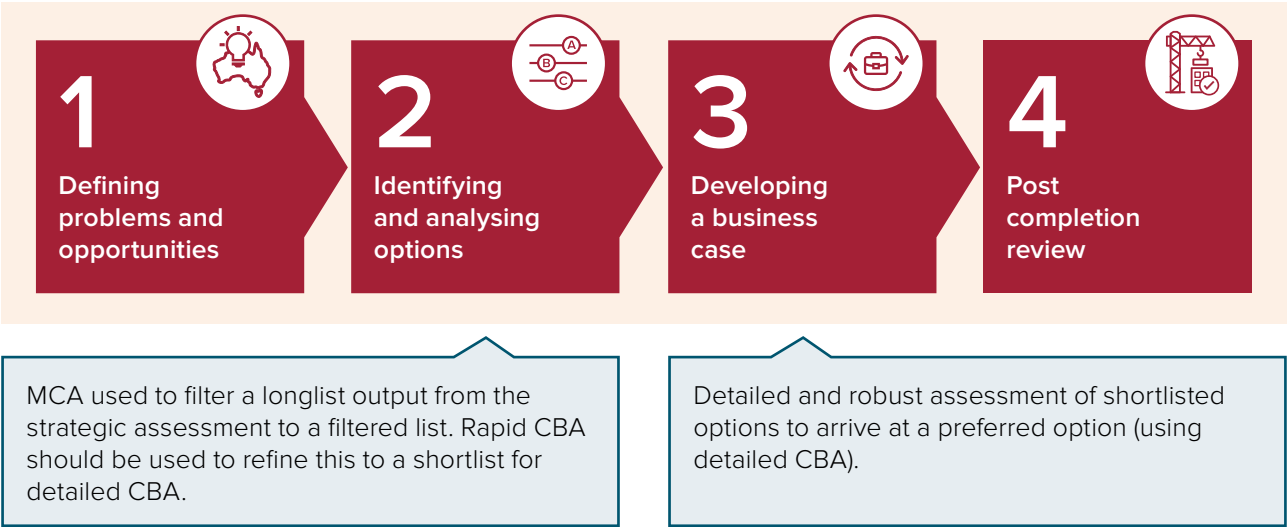 1
Defining
problems and
opportunities
A
B
C
2
Identifying
and analysing
options
3
Developing
a business
case
4
Post
completion
review
MCA used to filter a longlist output from the
strategic assessment to a filtered list. Rapid CBA
should be used to refine this to a shortlist for
detailed CBA.
Detailed and robust assessment of shortlisted
options to arrive at a preferred option (using
detailed CBA).